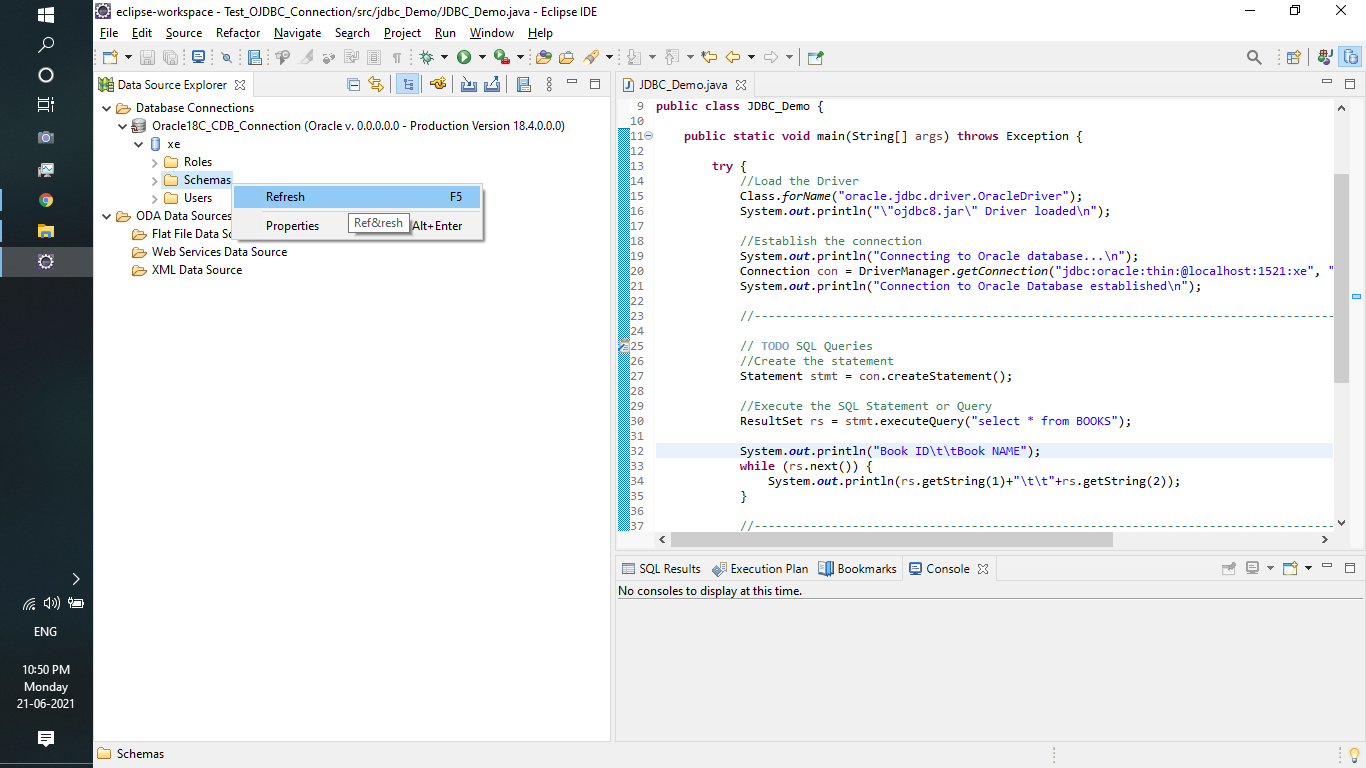 eclipse-workspace - Test_OJDBC_Connection/src/jdbc_Demo/JDBC_Demo.java - Eclipse IDE
File Edit Source Refactor Navigate Search Project Run Window Help
Data Source Explorer
Database Connections
Oracle18C_CDB_Connection (Oracle v. 0.0.0.0.0 - Production Version 18.4.0.0.0)
xe
Roles
Schemas
Users
ODA Data Sources
Flat File Data So
Web Services Data Source
XML Data Source
Refresh F5
Properties Alt+Enter
Ref&resh
JDBC_Demo.java
9 public class JDBC_Demo {
10
11 public static void main(String[] args) throws Exception {
12
13 try {
14 //Load the Driver
15 Class.forName("oracle.jdbc.driver.OracleDriver");
16 System.out.println("\"ojdbc8.jar\" Driver loaded\n");
17
18 //Establish the connection
19 System.out.println("Connecting to Oracle database...\n");
20 Connection con = DriverManager.getConnection("jdbc:oracle:thin:@localhost:1521:xe", "
21 System.out.println("Connection to Oracle Database established\n");
22
23 //-----------------------------------------------------------------------------------
24
25 // TODO SQL Queries
26 //Create the statement
27 Statement stmt = con.createStatement();
28
29 //Execute the SQL Statement or Query
30 ResultSet rs = stmt.executeQuery("select * from BOOKS");
31
32 System.out.println("Book ID\t\tBook NAME");
33 while (rs.next()) {
34 System.out.println(rs.getString(1)+"\t\t"+rs.getString(2));
35 }
36
37 //-----------------------------------------------------------------------------------
SQL Results Execution Plan Bookmarks Console
No consoles to display at this time.
ENG
10:50 PM
Monday
21-06-2021
Schemas